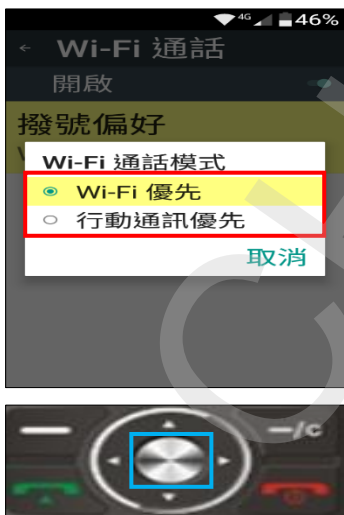 4G 46%
Wi-Fi 通話
開啟
撥號偏好
Wi-Fi 通話模式
Wi-Fi 優先
行動通訊優先
取消
–/c